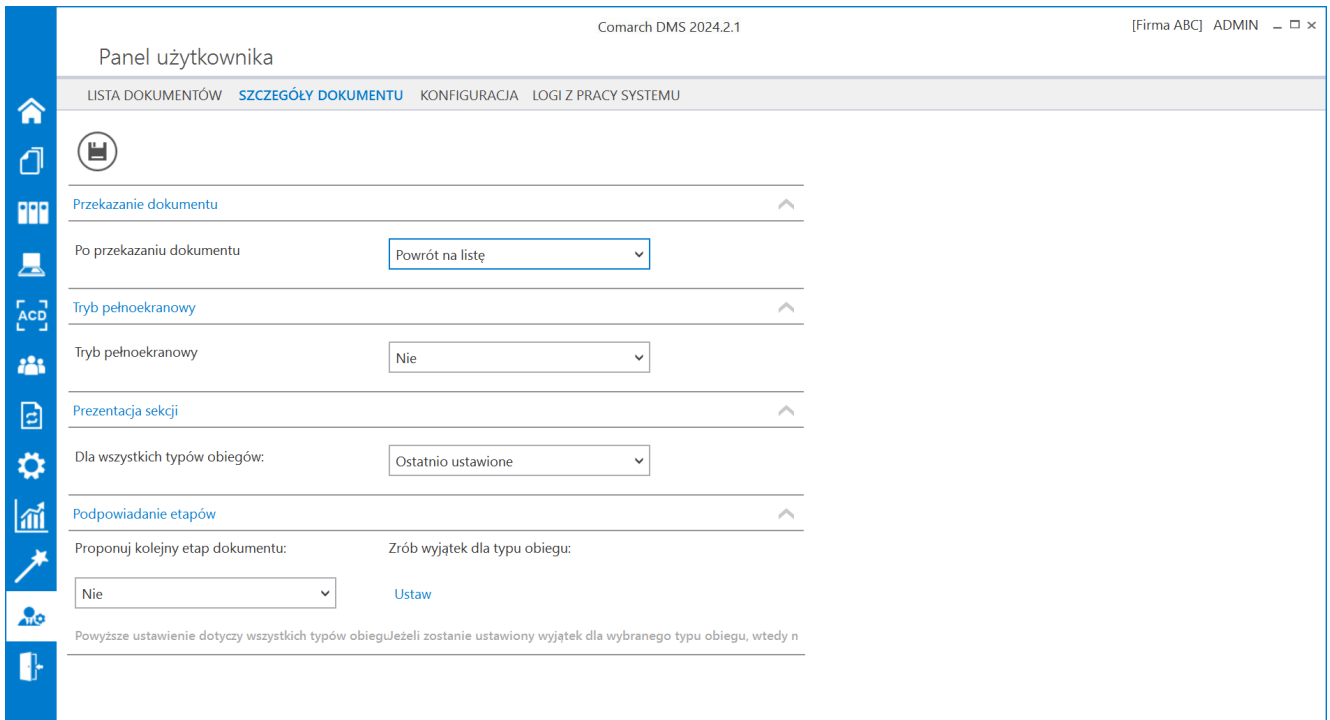 Comarch DMS 2024.2.1
[Firma ABC] ADMIN
Panel użytkownika
LISTA DOKUMENTÓW SZCZEGÓŁY DOKUMENTU KONFIGURACJA LOGI Z PRACY SYSTEMU
Przekazanie dokumentu
Po przekazaniu dokumentu Powrót na listę
Tryb pełnoekranowy
Tryb pełnoekranowy Nie
ACD
Prezentacja sekcji
Dla wszystkich typów obiegów: Ostatnio ustawione
Podpowiadanie etapów
Proponuj kolejny etap dokumentu: Zrób wyjątek dla typu obiegu:
Nie Ustaw
Powyższe ustawienie dotyczy wszystkich typów obieguJeżeli zostanie ustawiony wyjątek dla wybranego typu obiegu, wtedy n